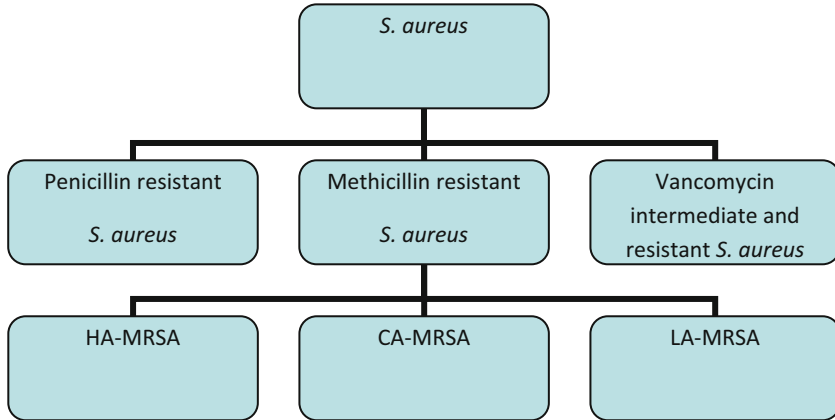 S. aureus
Penicillin resistant
S. aureus
Methicillin resistant
S. aureus
Vancomycin
intermediate and
resistant S. aureus
HA-MRSA
CA-MRSA
LA-MRSA